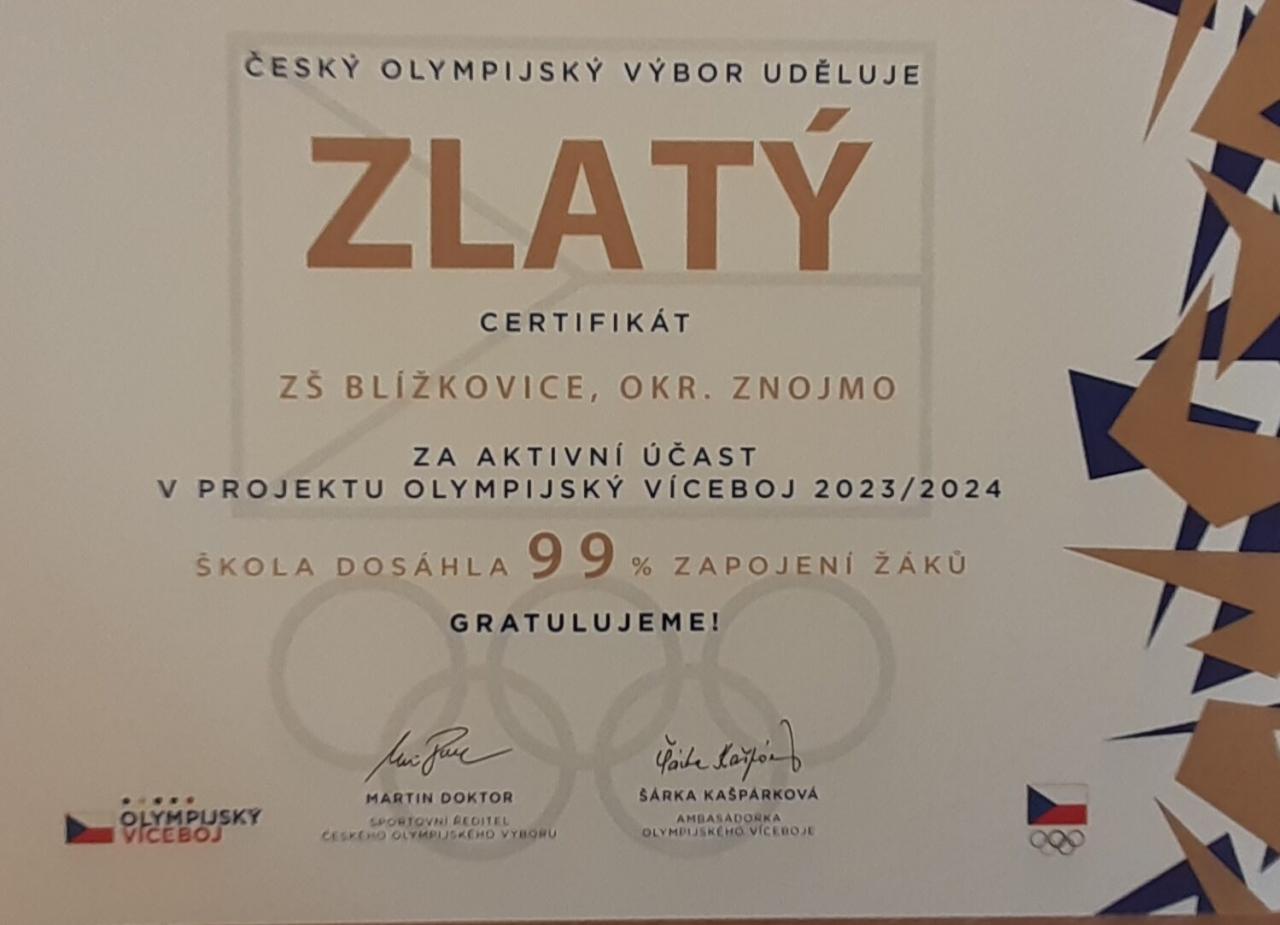 ČESKÝ OLYMPIJSKÝ VÝBOR UDĚLUJE
ZLATÝ
CERTIFIKÁT
ZŠ BLÍŽKOVICE, OKR. ZNOJMO
ZA AKTIVNÍ ÚČAST
V PROJEKTU OLYMPIJSKÝ VÍCEBOJ 2023/2024
ŠKOLA DOSÁHLA 99 % ZAPOJENÍ ŽÁKŮ
GRATULUJEME!
MARTIN DOKTOR
SPORTOVNÍ ŘEDITEL
ČESKÉHO OLYMPIJSKÉHO VÝBORU
ŠÁRKA KAŠPÁRKOVÁ
AMBASADORKA
OLYMPIJSKÉHO VÍCEBOJE
OLYMPIJSKÝ
VÍCEBOJ